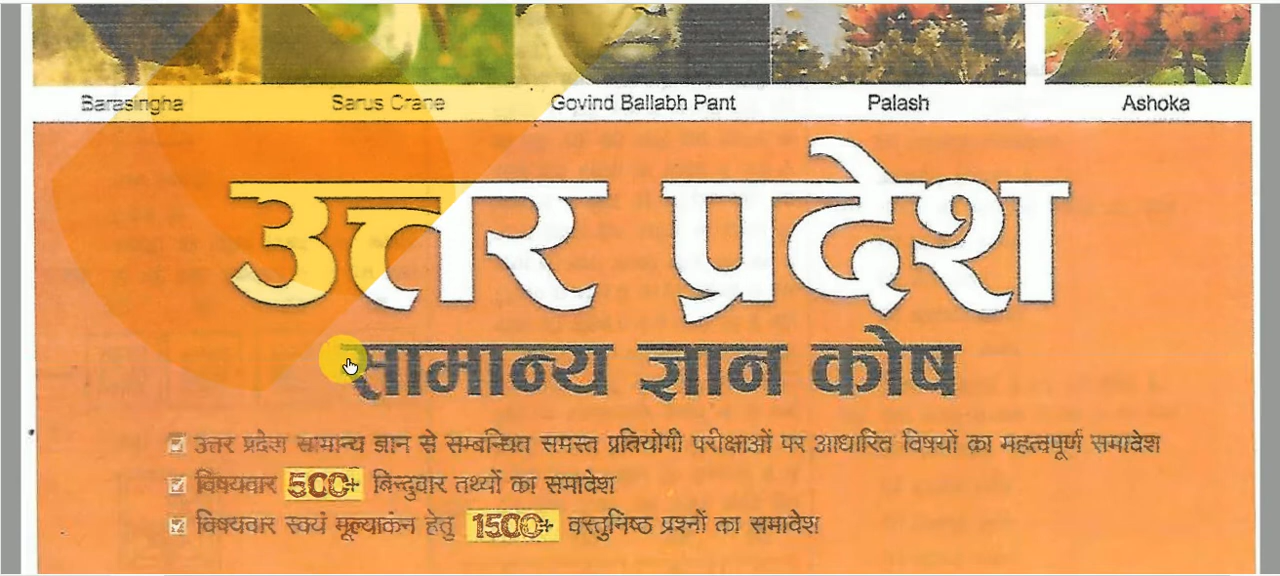 Barasingha Sarus Crane Govind Ballabh Pant Palash Ashoka
उत्तर प्रदेश
सामान्य ज्ञान कोष
उत्तर प्रदेश सामान्य ज्ञान से सम्बन्धित समस्त प्रतियोगी परीक्षाओं पर आधारित विषयों का महत्वपूर्ण समावेश
विषयवार 500+ बिन्दुवार तथ्यों का समावेश
विषयवार स्वयं मूल्याकंन हेतु 1500+ वस्तुनिष्ठ प्रश्नों का समावेश